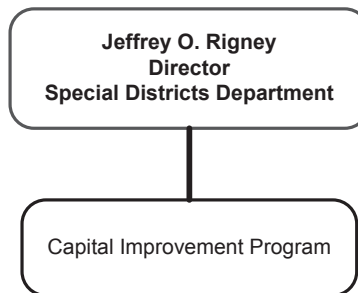 Jeffrey O. Rigney
Director
Special Districts Department
Capital Improvement Program